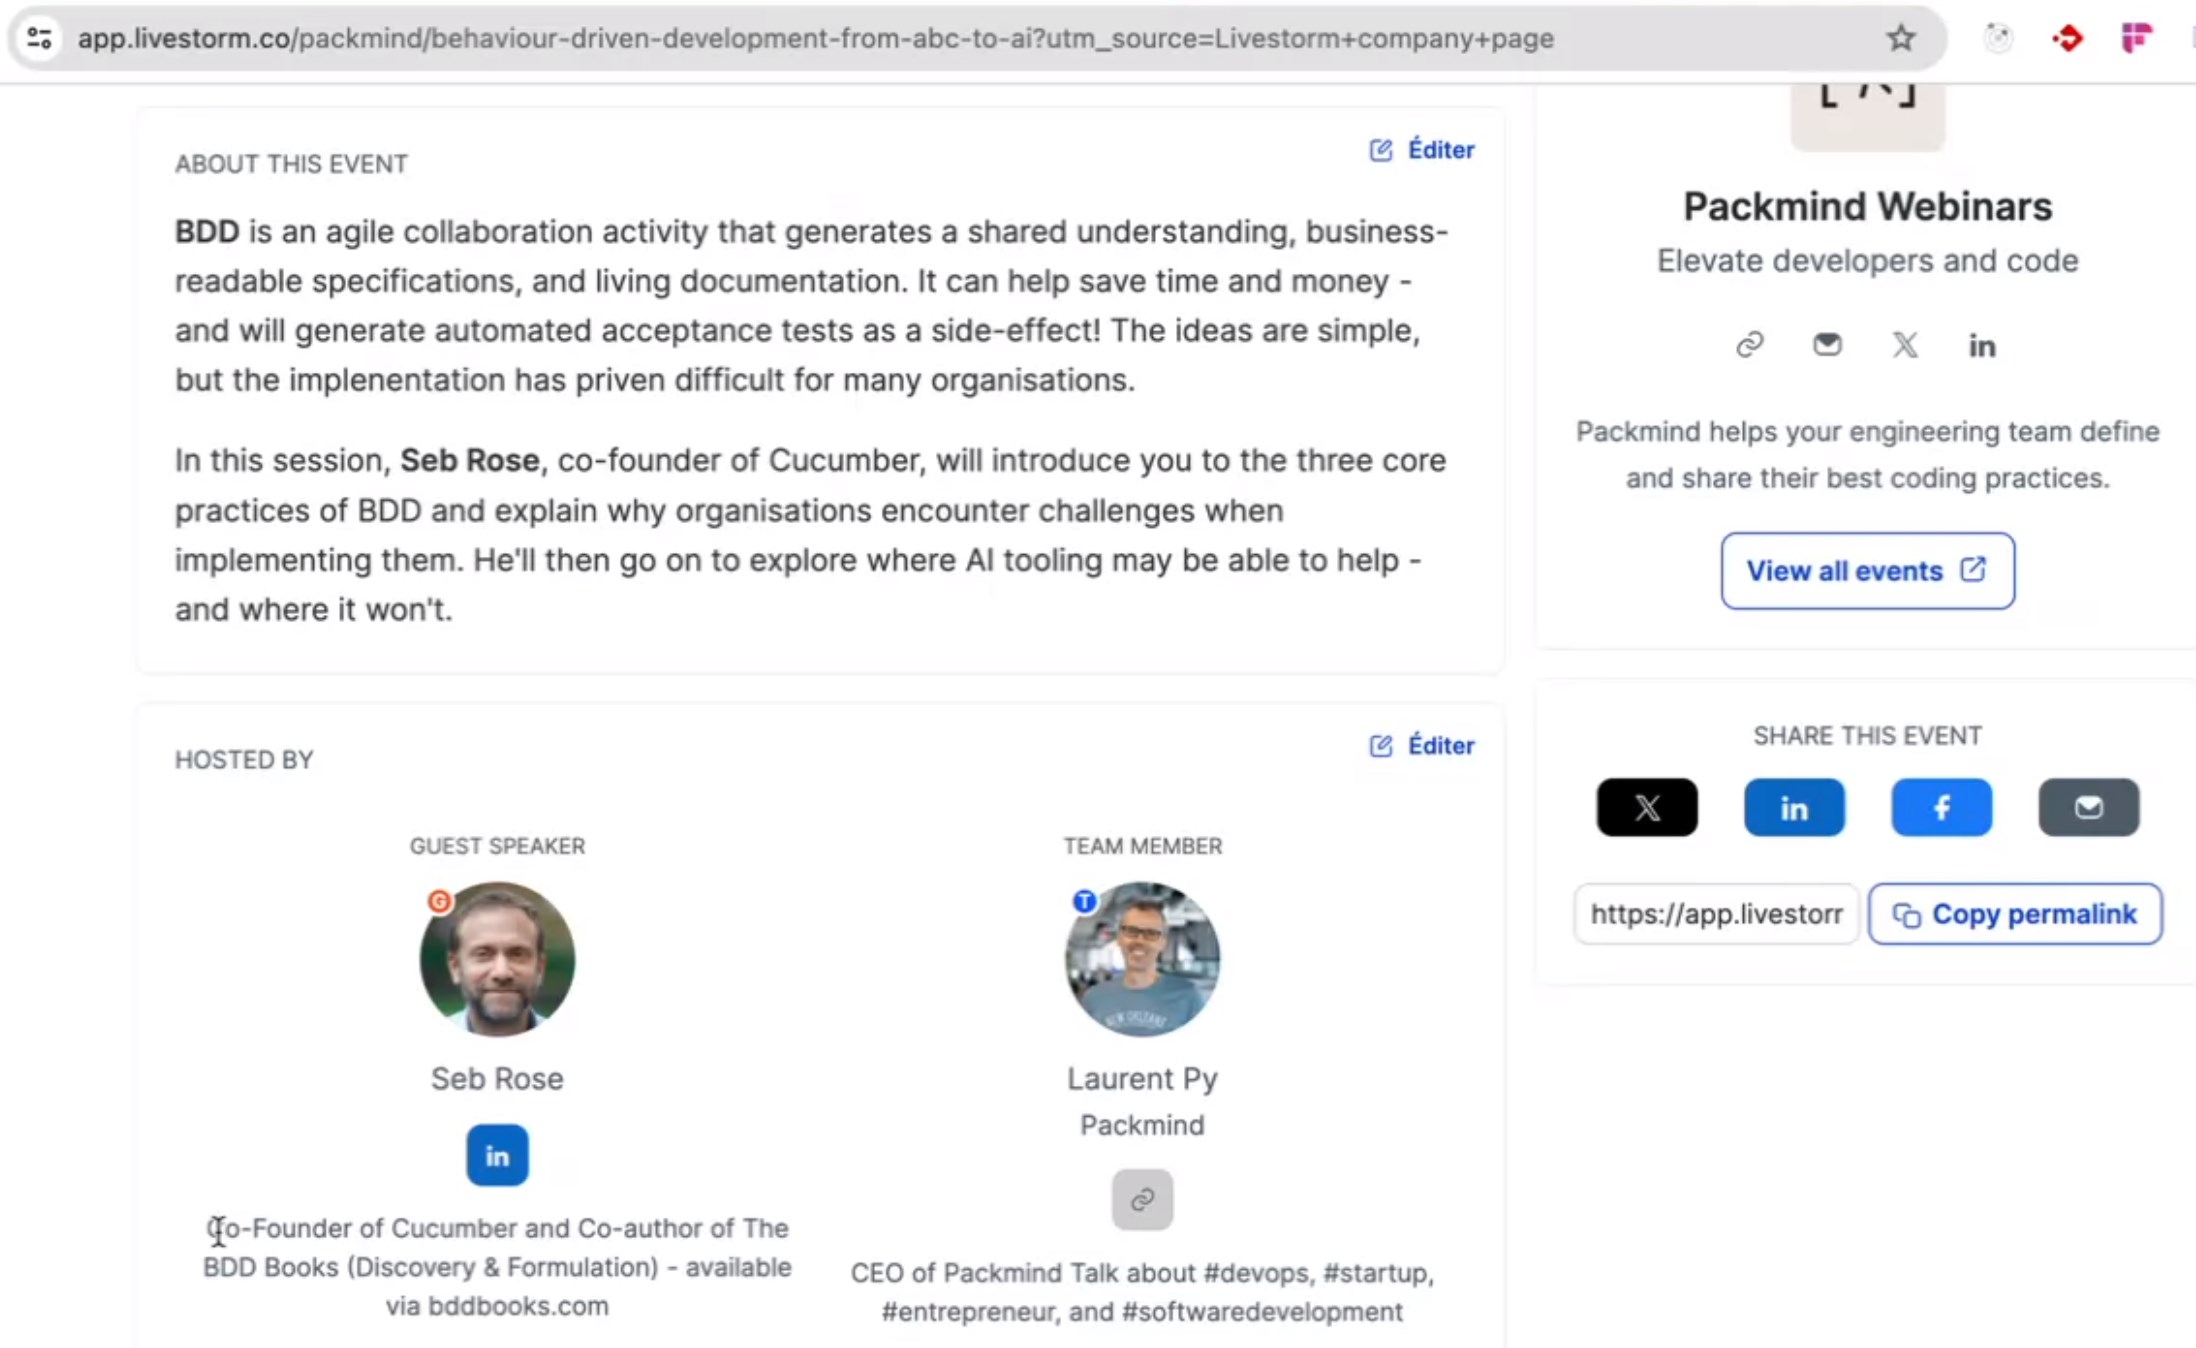 app.livestorm.co/packmind/behaviour-driven-development-from-abc-to-ai?utm_source=Livestorm+company+page
ABOUT THIS EVENT
Éditer
BDD is an agile collaboration activity that generates a shared understanding, business-
readable specifications, and living documentation. It can help save time and money -
and will generate automated acceptance tests as a side-effect! The ideas are simple,
but the implenentation has priven difficult for many organisations.
In this session, Seb Rose, co-founder of Cucumber, will introduce you to the three core
practices of BDD and explain why organisations encounter challenges when
implementing them. He'll then go on to explore where AI tooling may be able to help -
and where it won't.
HOSTED BY
Éditer
GUEST SPEAKER
G
Seb Rose
in
Co-Founder of Cucumber and Co-author of The
BDD Books (Discovery & Formulation) - available
via bddbooks.com
TEAM MEMBER
T
NEW ORLEANS
Laurent Py
Packmind
CEO of Packmind Talk about #devops, #startup,
#entrepreneur, and #softwaredevelopment
Packmind Webinars
Elevate developers and code
X
in
Packmind helps your engineering team define
and share their best coding practices.
View all events
SHARE THIS EVENT
X
in
f
https://app.livestorr
Copy permalink